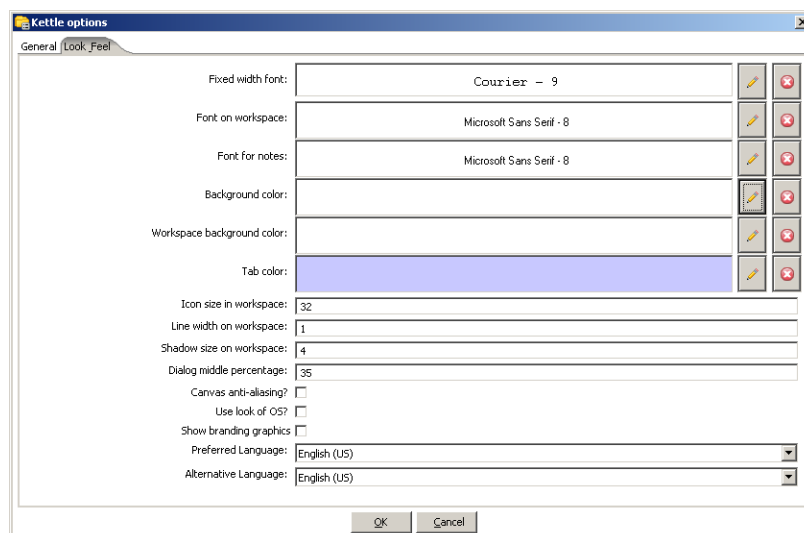 Kettle options
General Look_Feel
Fixed width font: Courier - 9
Font on workspace: Microsoft Sans Serif - 8
Font for notes: Microsoft Sans Serif - 8
Background color:
Workspace background color:
Tab color:
Icon size in workspace: 32
Line width on workspace: 1
Shadow size on workspace: 4
Dialog middle percentage: 35
Canvas anti-aliasing?
Use look of OS?
Show branding graphics
Preferred Language: English (US)
Alternative Language: English (US)
OK Cancel